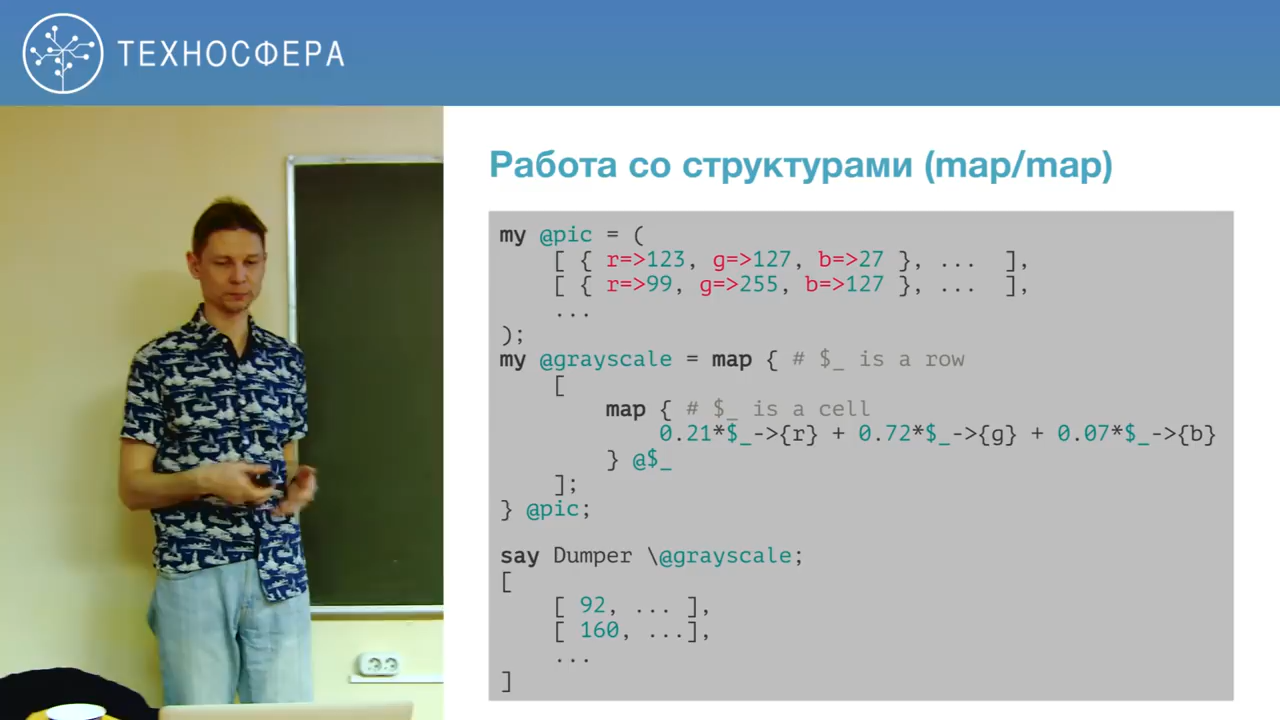 ТЕХНОСФЕРА
Работа со структурами (map/map)
my @pic = (
    [ { r=>123, g=>127, b=>27 }, ...  ],
    [ { r=>99, g=>255, b=>127 }, ...  ],
    ...
);
my @grayscale = map { # $_ is a row
    [
        map { # $_ is a cell
            0.21*$_->{r} + 0.72*$_->{g} + 0.07*$_->{b}
        } @$_
    ];
} @pic;
say Dumper \@grayscale;
[
    [ 92, ... ],
    [ 160, ...],
    ...
]